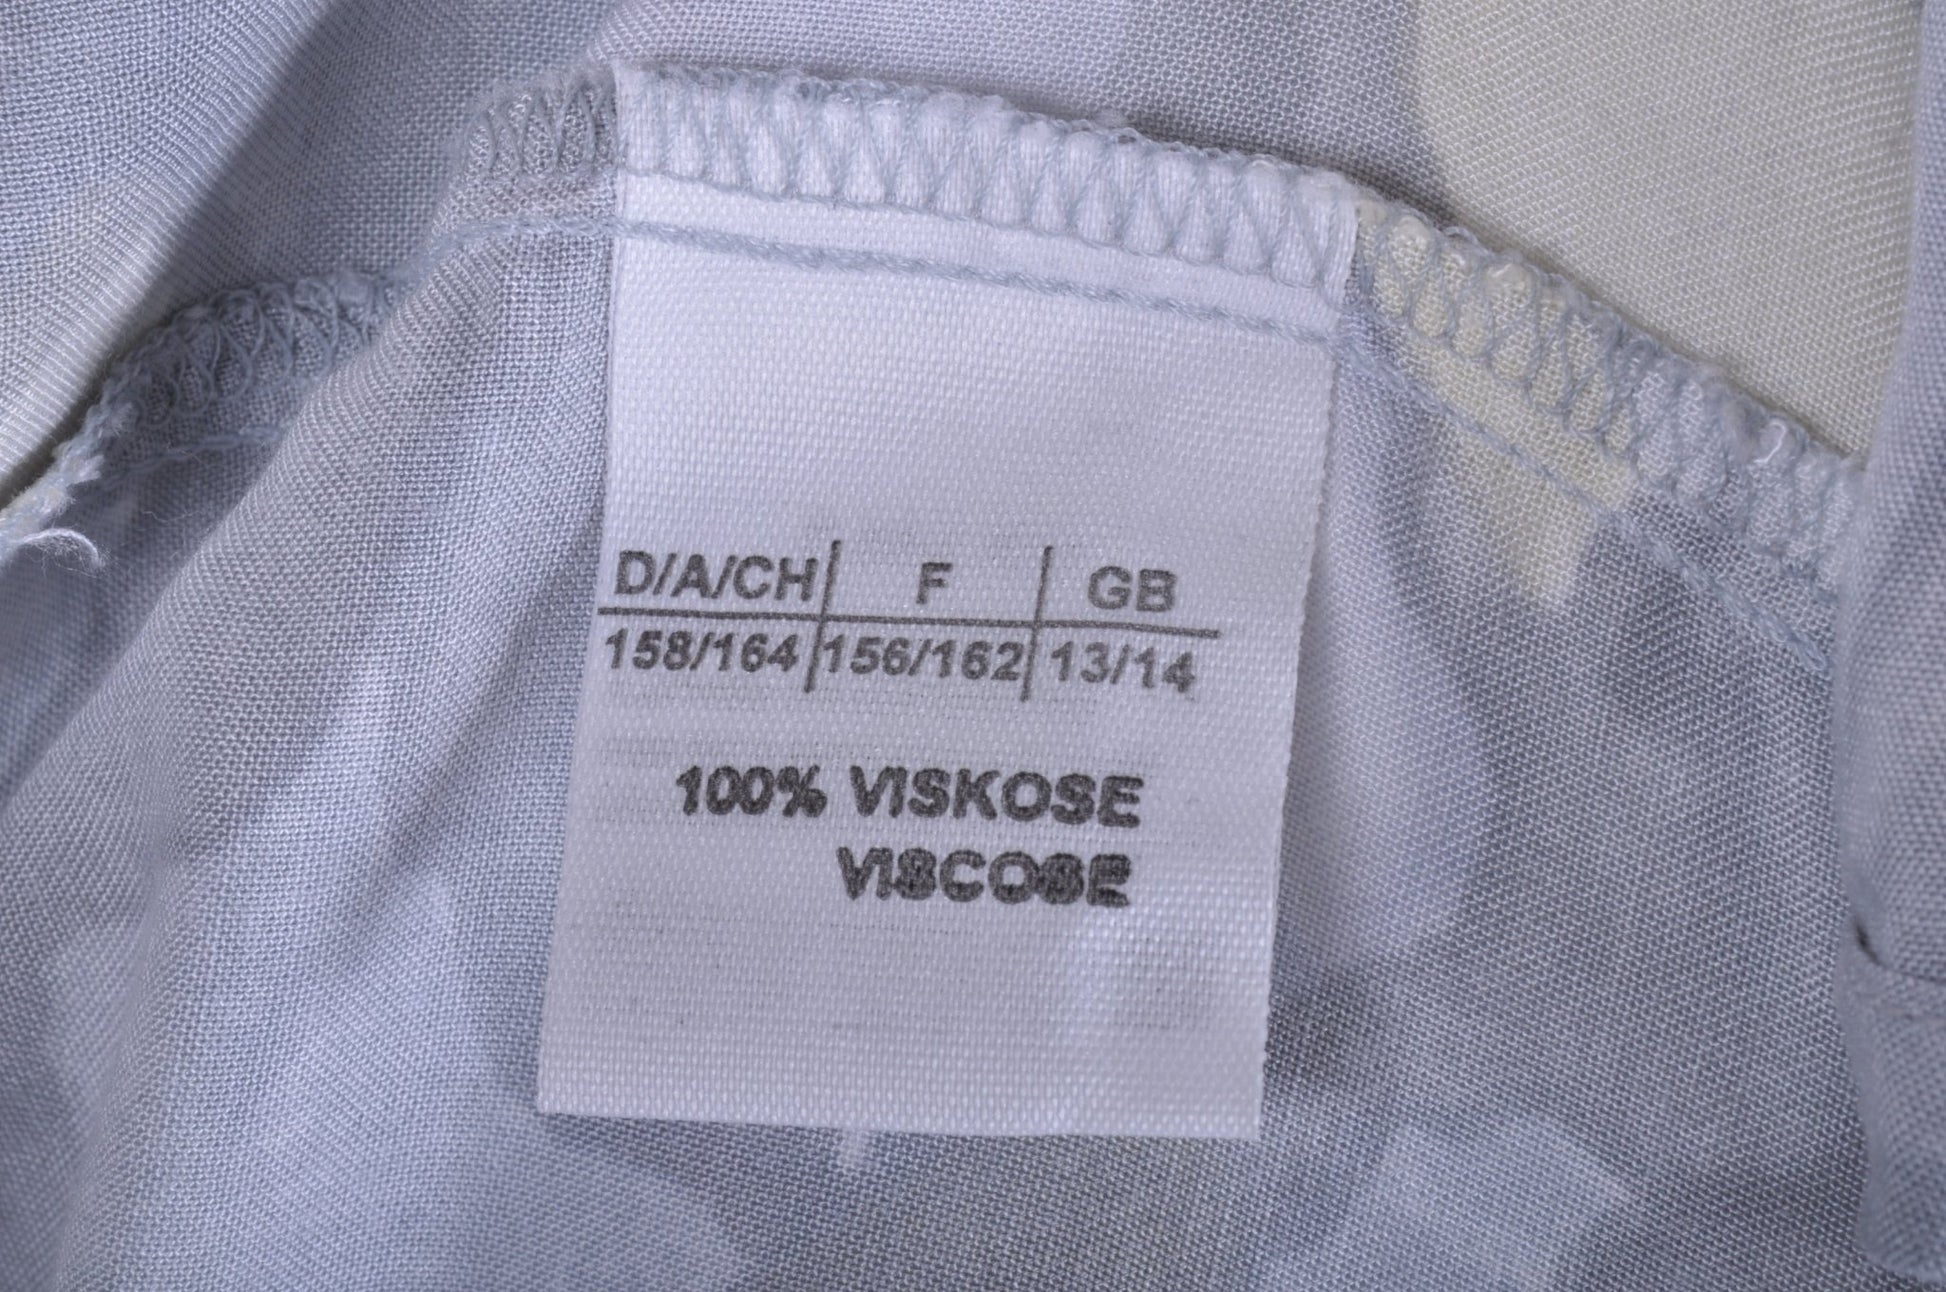 D/A/CH | F | GB
158/164 | 156/162 | 13/14
100% VISKOSE
VISCOSE